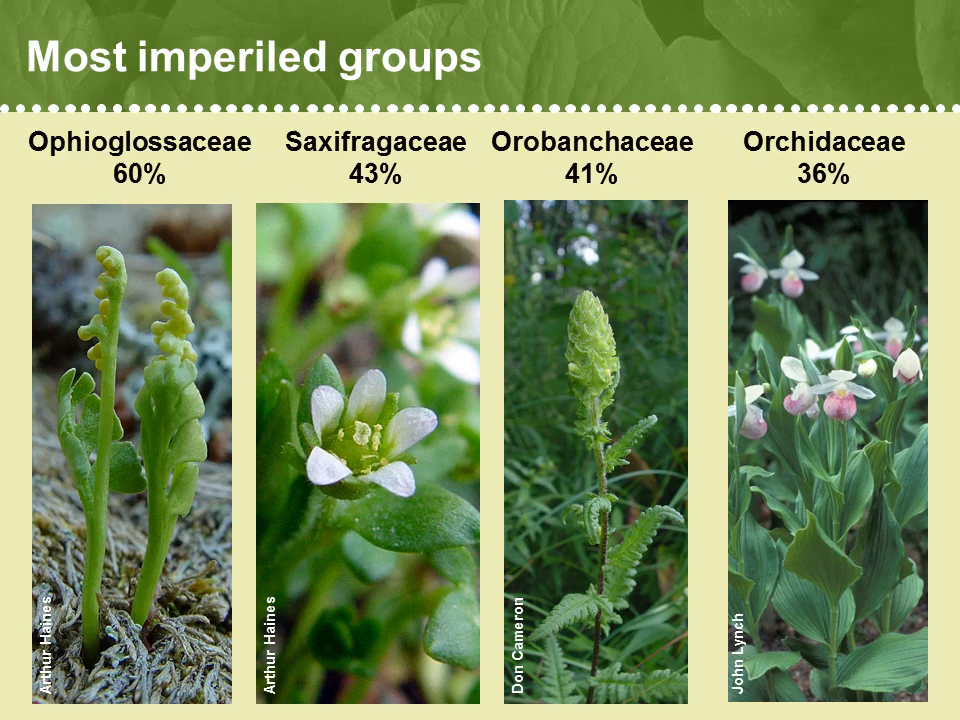 Most imperiled groups
Ophioglossaceae
60%
Saxifragaceae
43%
Orobanchaceae
41%
Orchidaceae
36%
Arthur Haines
Arthur Haines
Don Cameron
John Lynch